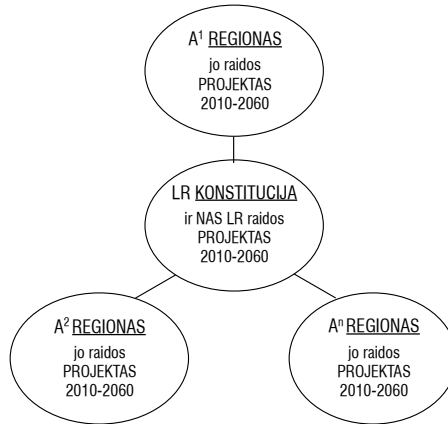 A¹ REGIONAS
jo raidos
PROJEKTAS
2010-2060
LR KONSTITUCIJA
ir NAS LR raidos
PROJEKTAS
2010-2060
A² REGIONAS
jo raidos
PROJEKTAS
2010-2060
Aⁿ REGIONAS
jo raidos
PROJEKTAS
2010-2060